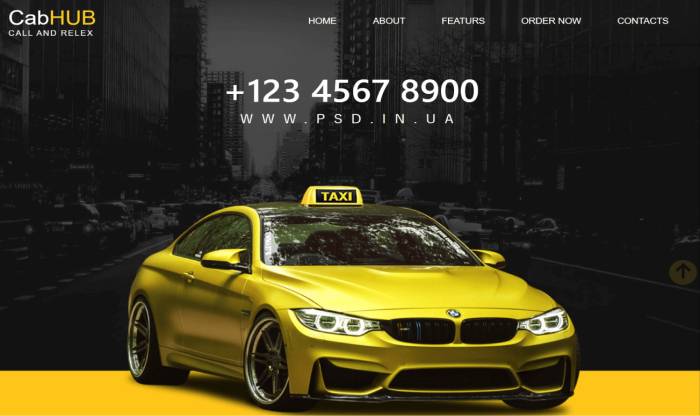 CabHUB
CALL AND RELEX
HOME ABOUT FEATURS ORDER NOW CONTACTS
+123 4567 8900
WWW.PSD.IN.UA
TAXI